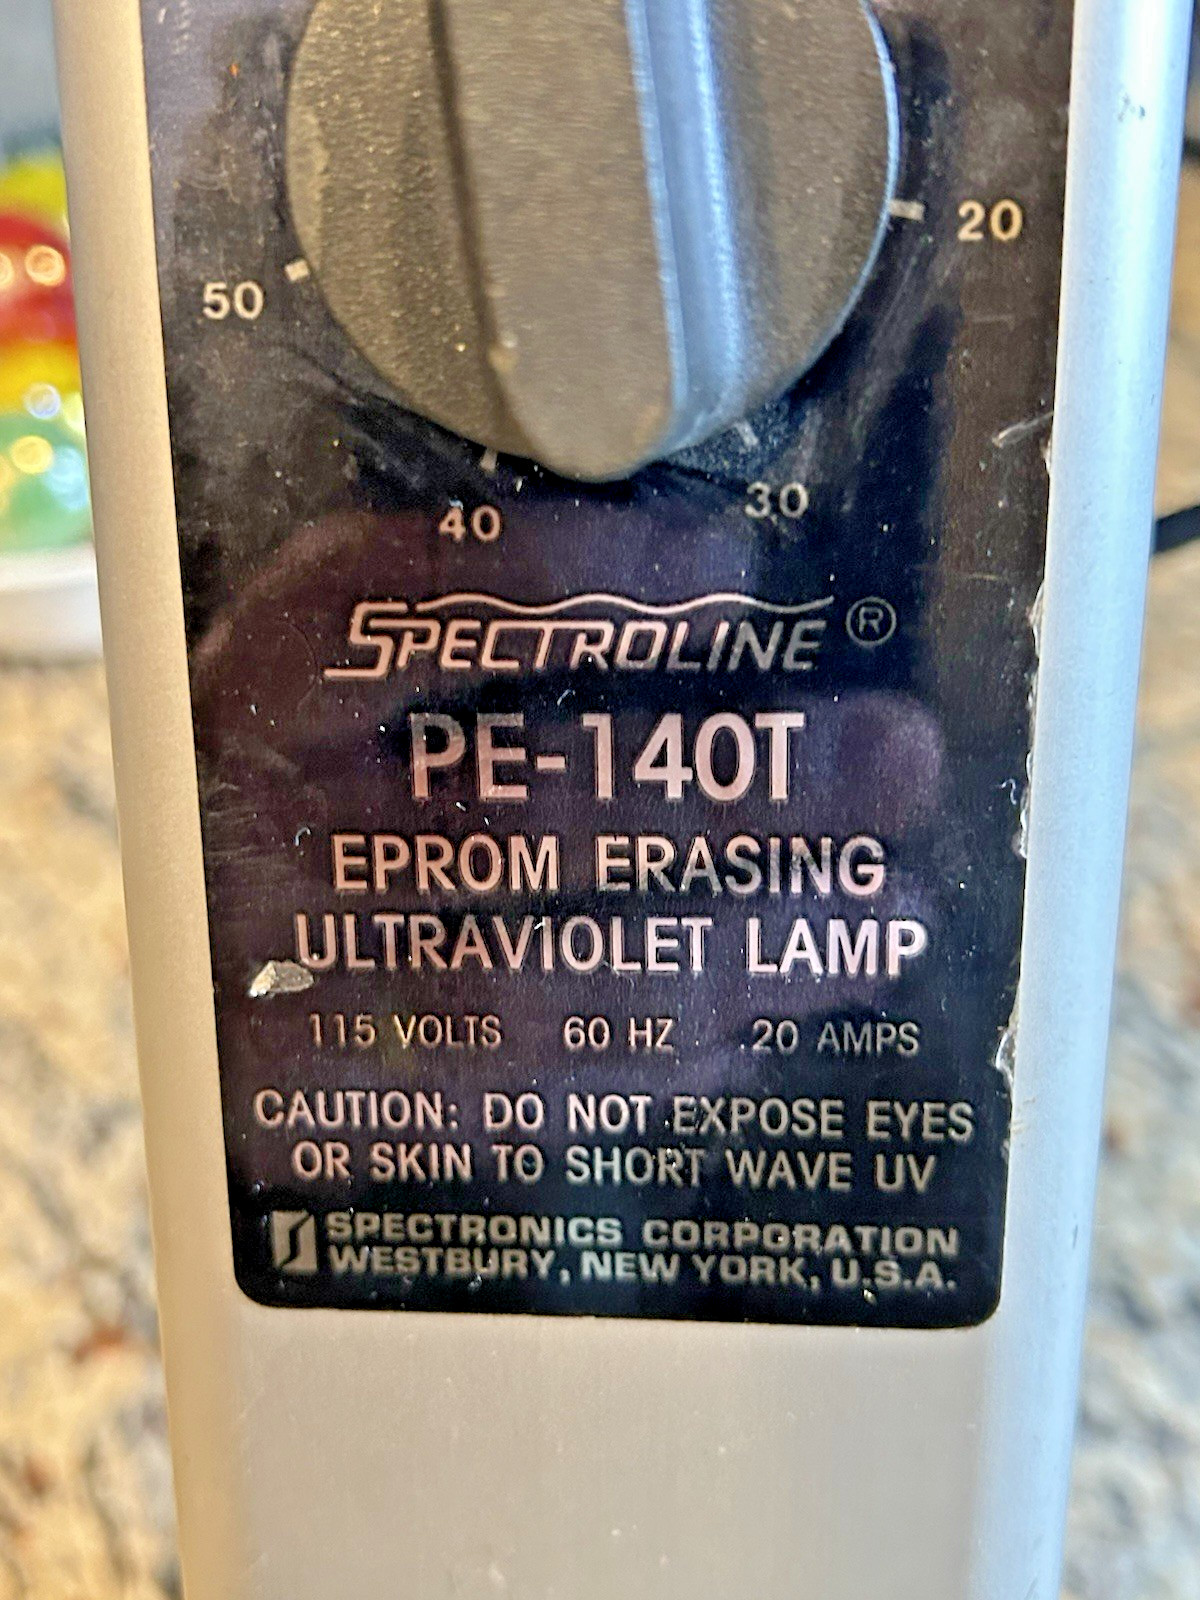 20
50
40
30
SPECTROLINE ®
PE-140T
EPROM ERASING
ULTRAVIOLET LAMP
115 VOLTS 60 HZ .20 AMPS
CAUTION: DO NOT EXPOSE EYES
OR SKIN TO SHORT WAVE UV
SPECTRONICS CORPORATION
WESTBURY, NEW YORK, U.S.A.